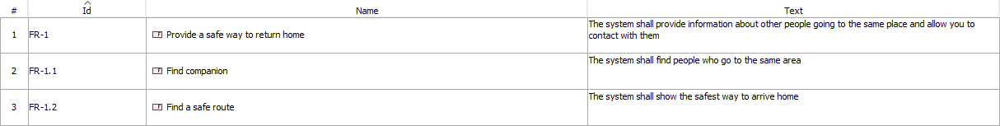 # Id Name Text
1 FR-1 F Provide a safe way to return home The system shall provide information about other people going to the same place and allow you to
contact with them
2 FR-1.1 F Find companion The system shall find people who go to the same area
3 FR-1.2 F Find a safe route The system shall show the safest way to arrive home